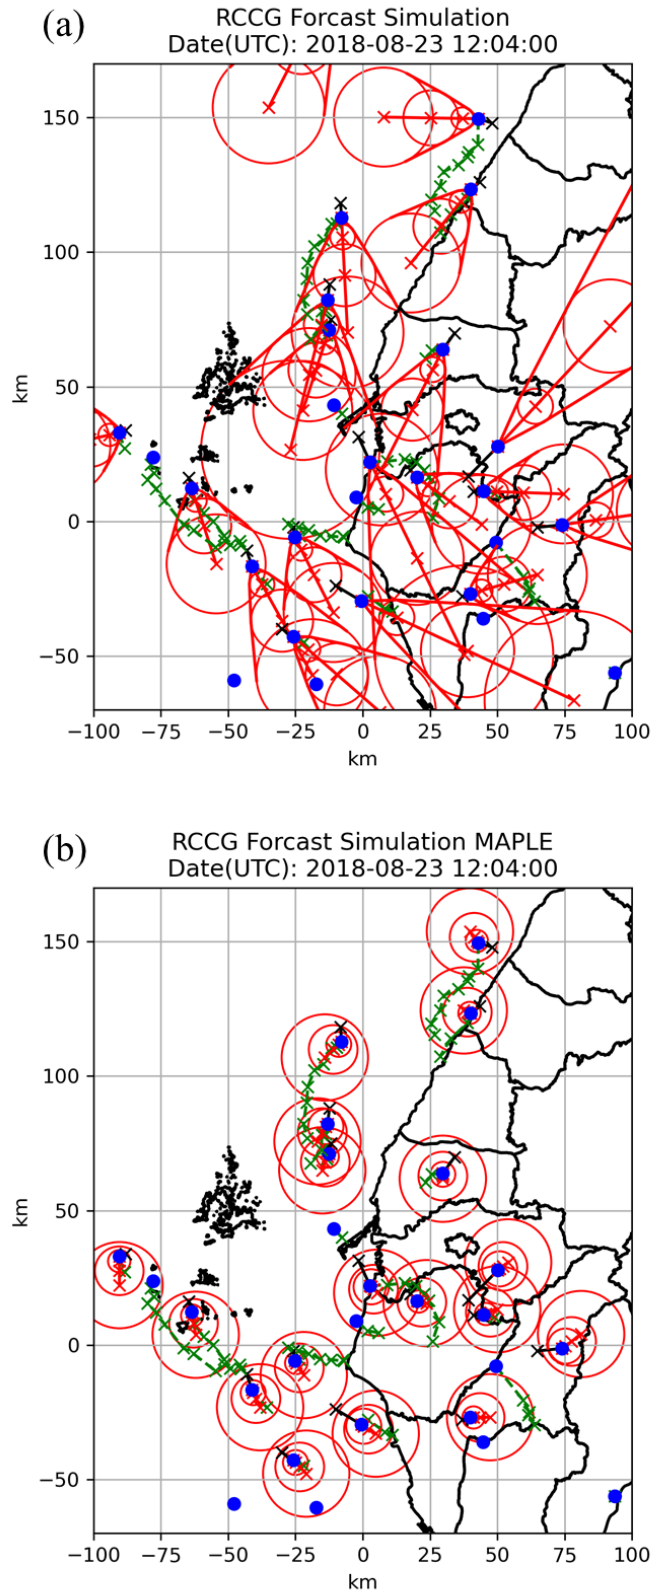 (a)
RCCG Forcast Simulation
Date(UTC): 2018-08-23 12:04:00
150
100
50
0
−50
km
−100 −75 −50 −25 0 25 50 75 100
km
(b)
RCCG Forcast Simulation MAPLE
Date(UTC): 2018-08-23 12:04:00
150
100
50
0
−50
km
−100 −75 −50 −25 0 25 50 75 100
km